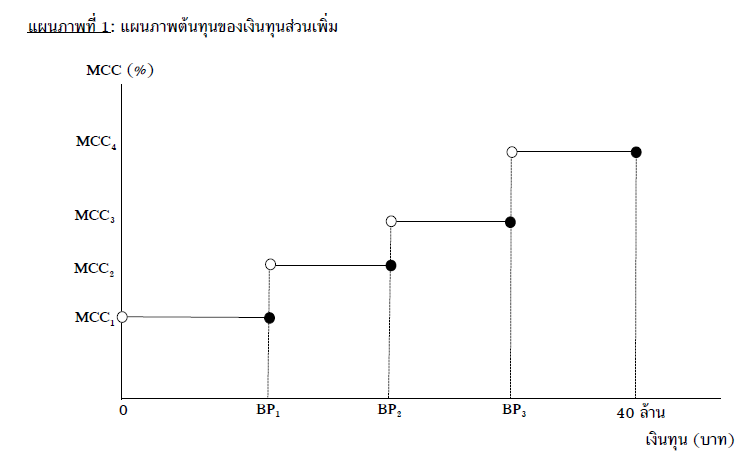 แผนภาพที่ 1: แผนภาพต้นทุนของเงินทุนส่วนเพิ่ม
MCC (%)
MCC₄
MCC₃
MCC₂
MCC₁
0 BP₁ BP₂ BP₃ 40 ล้าน
เงินทุน (บาท)